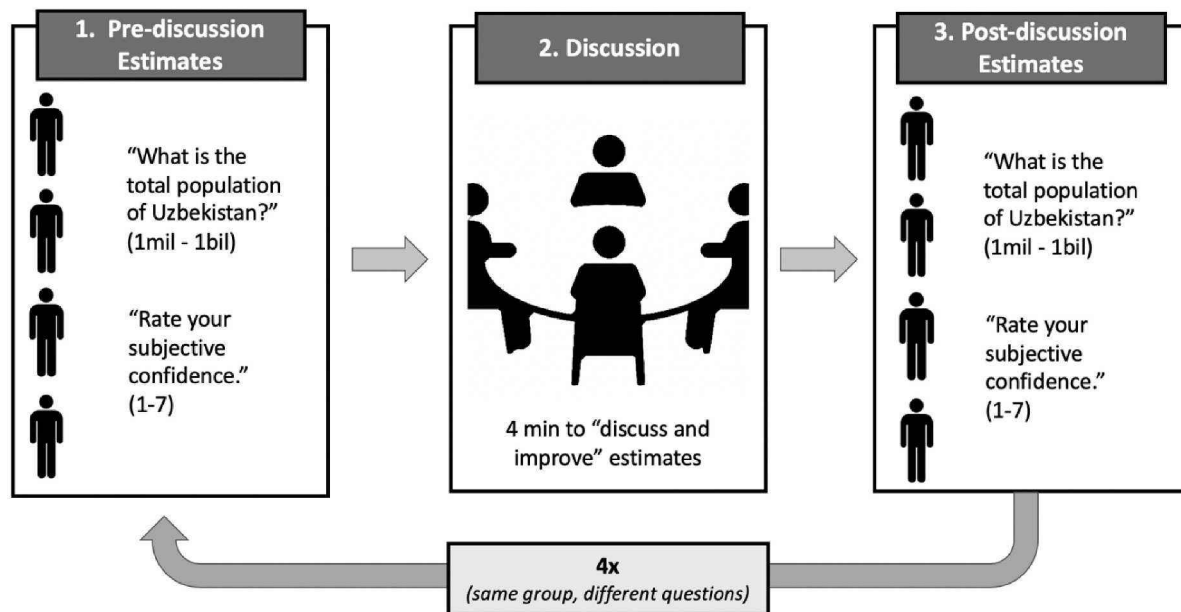 1. Pre-discussion
Estimates
“What is the
total population
of Uzbekistan?”
(1mil - 1bil)
“Rate your
subjective
confidence.”
(1-7)
2. Discussion
4 min to “discuss and
improve” estimates
3. Post-discussion
Estimates
“What is the
total population
of Uzbekistan?”
(1mil - 1bil)
“Rate your
subjective
confidence.”
(1-7)
4x
(same group, different questions)